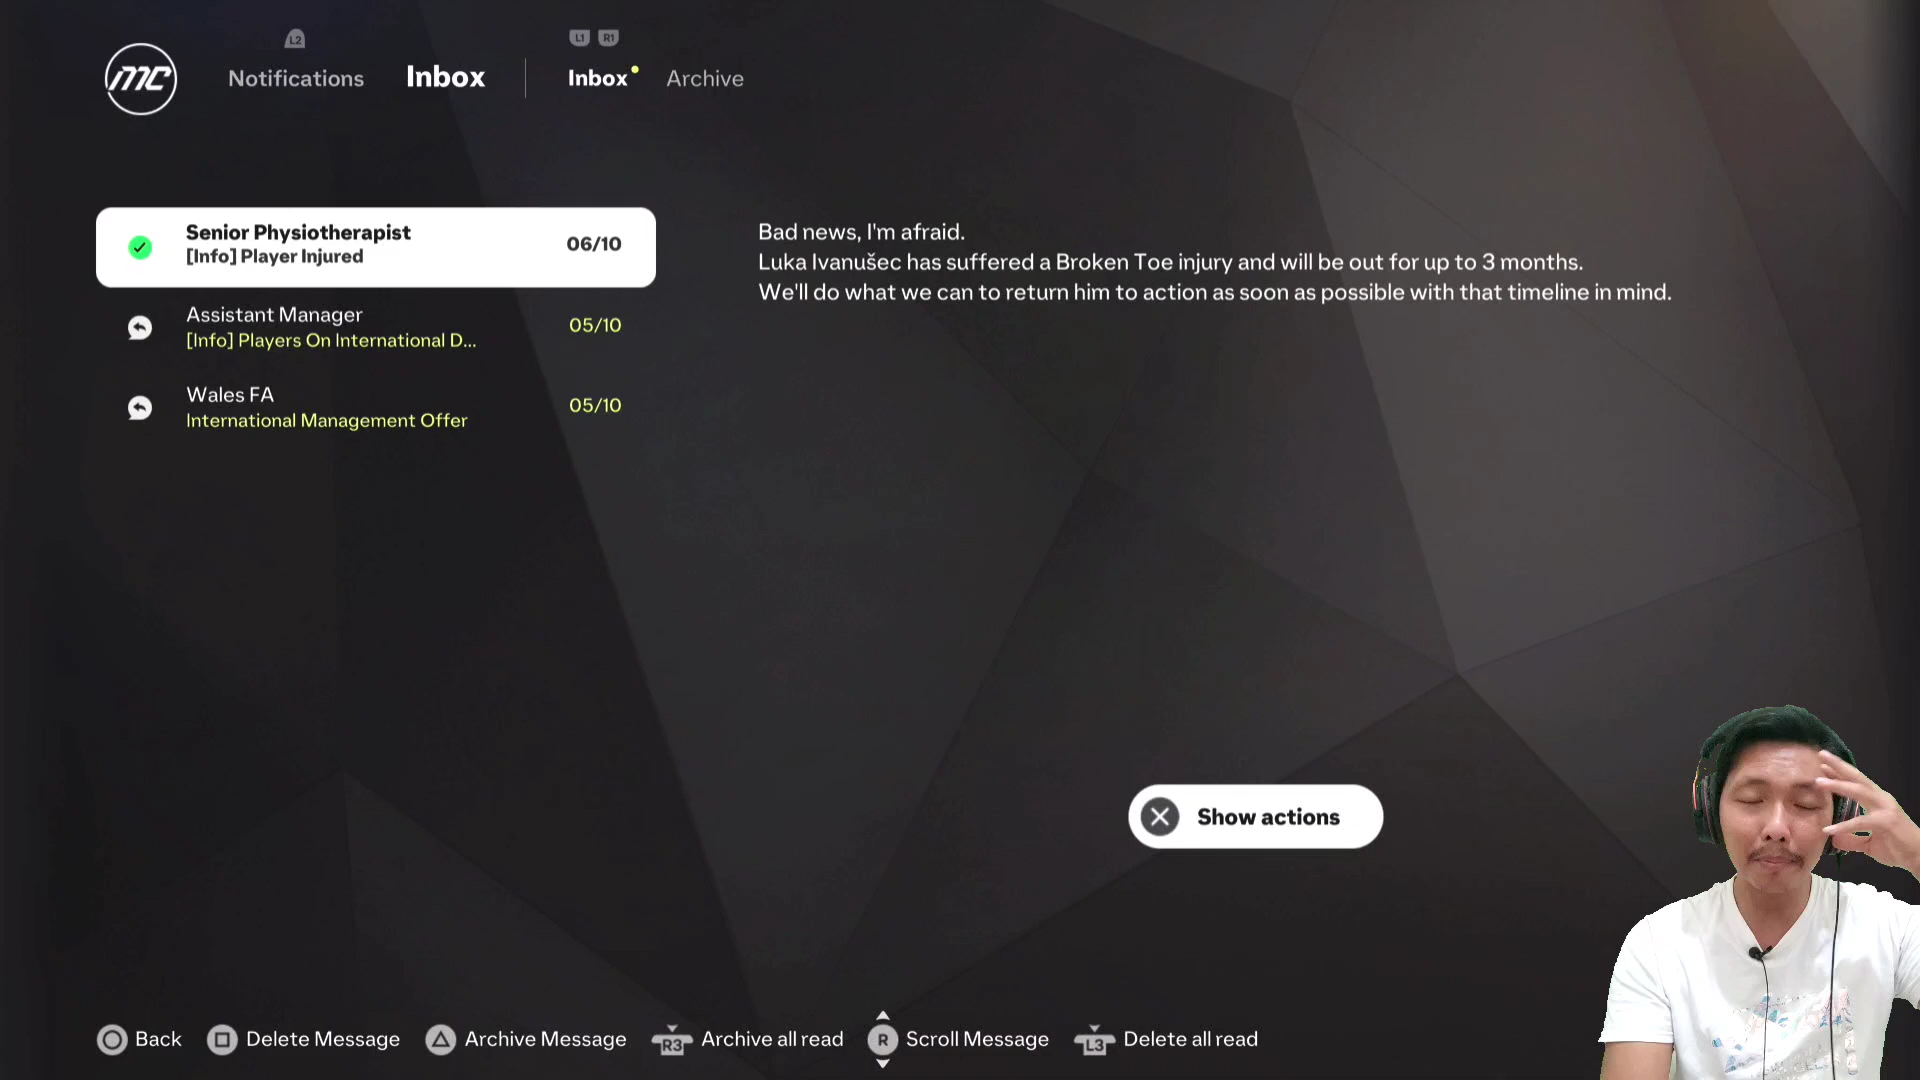 L2
L1 R1
MC Notifications Inbox Inbox Archive
Senior Physiotherapist
[Info] Player Injured
06/10
Assistant Manager
[Info] Players On International D...
05/10
Wales FA
International Management Offer
05/10
Bad news, I'm afraid.
Luka Ivanušec has suffered a Broken Toe injury and will be out for up to 3 months.
We'll do what we can to return him to action as soon as possible with that timeline in mind.
Show actions
Back Delete Message Archive Message R3 Archive all read R Scroll Message L3 Delete all read